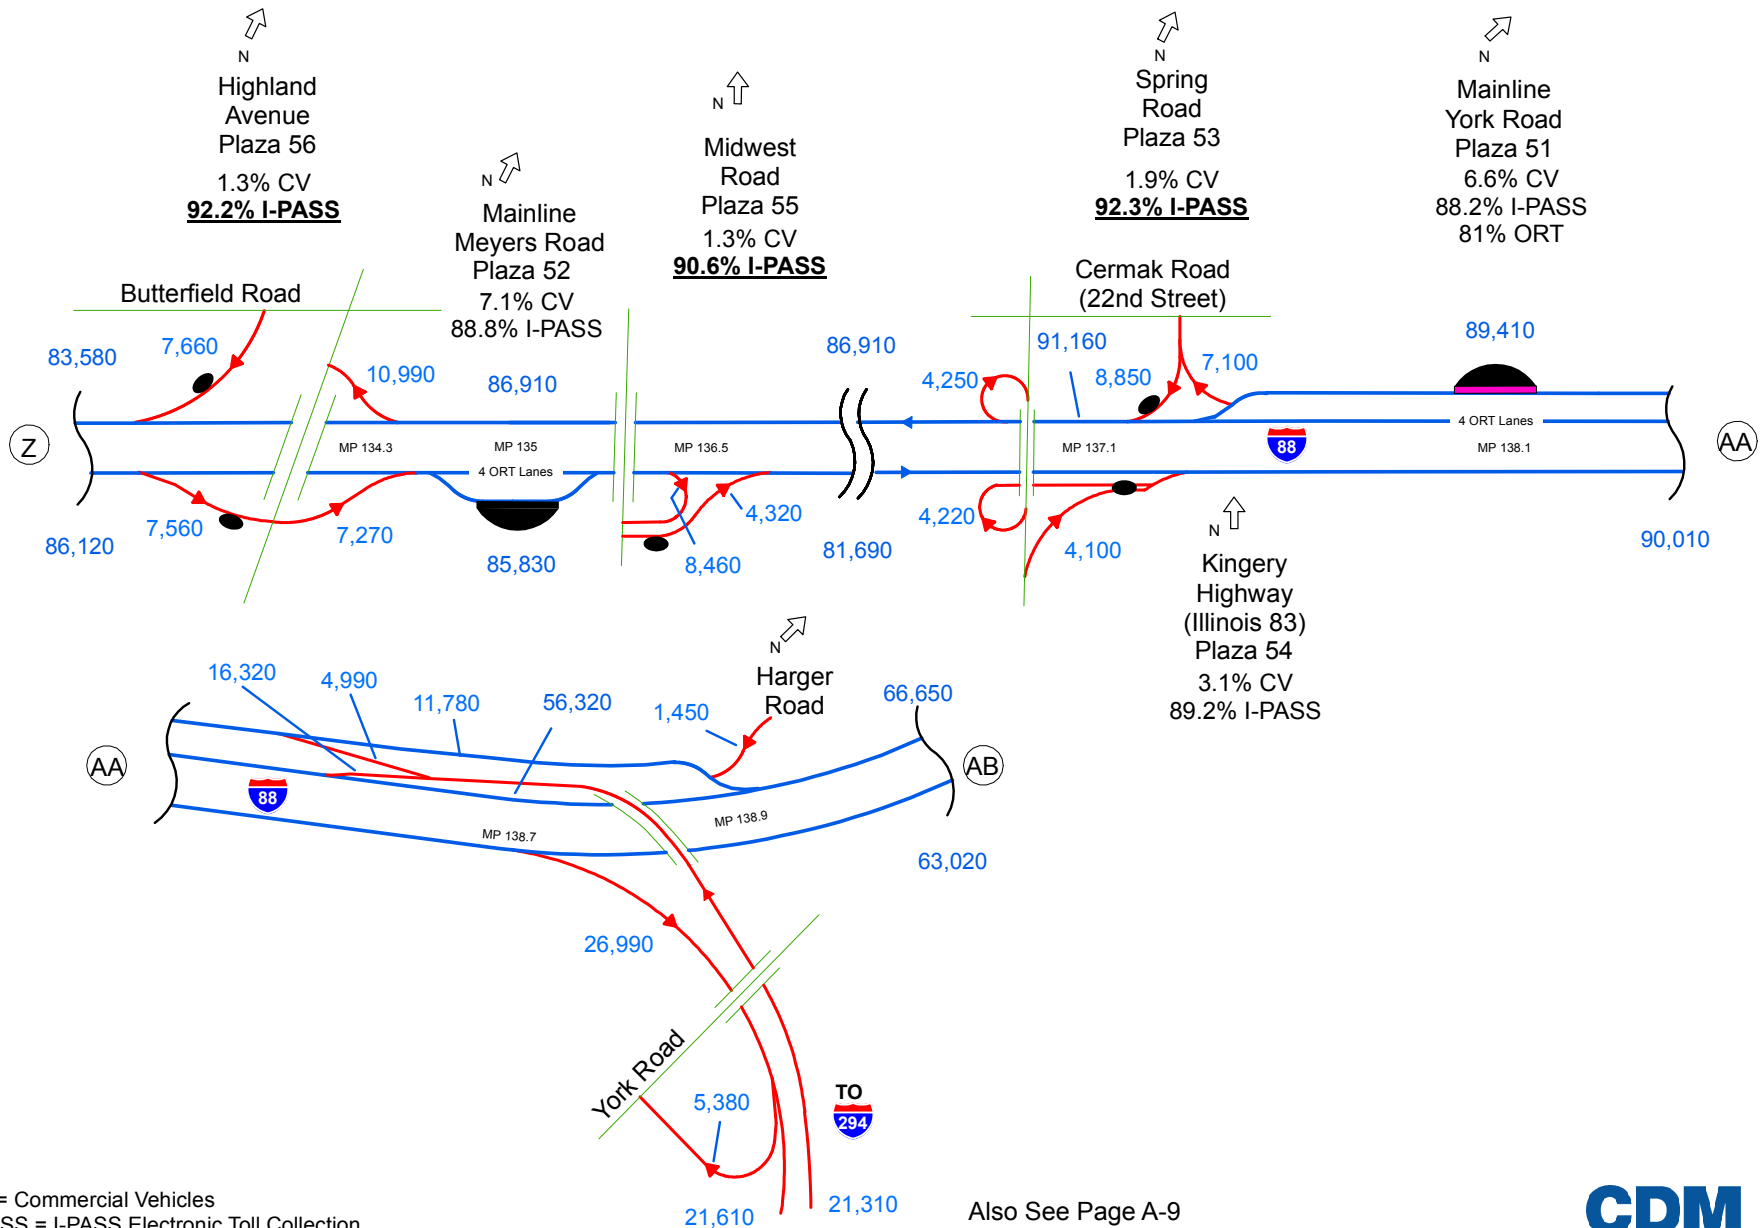 N
Highland
Avenue
Plaza 56
1.3% CV
92.2% I-PASS
N
Mainline
Meyers Road
Plaza 52
7.1% CV
88.8% I-PASS
N
Midwest
Road
Plaza 55
1.3% CV
90.6% I-PASS
N
Spring
Road
Plaza 53
1.9% CV
92.3% I-PASS
N
Mainline
York Road
Plaza 51
6.6% CV
88.2% I-PASS
81% ORT
Butterfield Road
Cermak Road
(22nd Street)
83,580
7,660
10,990
86,910
86,910
4,250
91,160
8,850
7,100
89,410
Z
MP 134.3
MP 135
4 ORT Lanes
MP 136.5
MP 137.1
88
4 ORT Lanes
MP 138.1
AA
86,120
7,560
7,270
85,830
8,460
4,320
81,690
4,220
4,100
90,010
N
Kingery
Highway
(Illinois 83)
Plaza 54
3.1% CV
89.2% I-PASS
N
Harger
Road
16,320
4,990
11,780
56,320
1,450
66,650
AA
88
MP 138.7
MP 138.9
AB
63,020
26,990
York Road
5,380
TO
294
21,610
21,310
= Commercial Vehicles
SS = I-PASS Electronic Toll Collection
Also See Page A-9
CDM